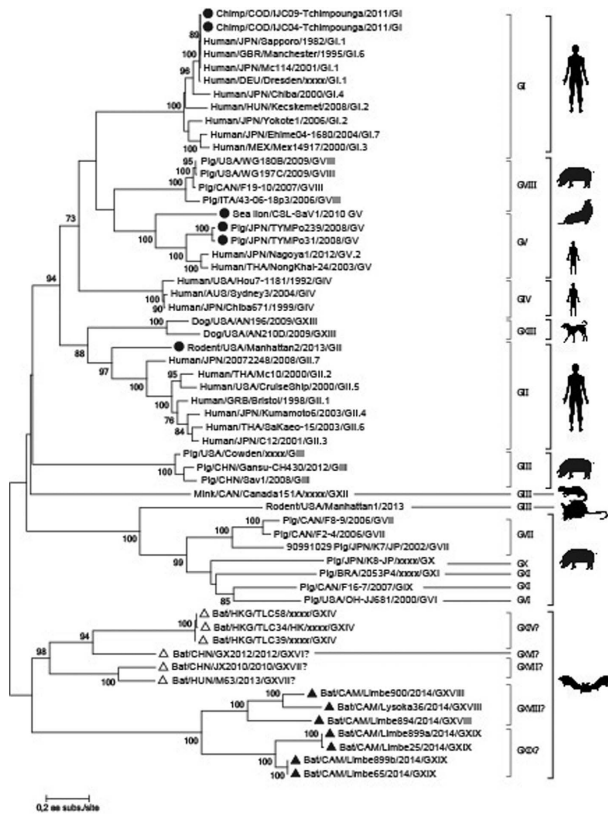 Chimp/COD/IJC09-Tchimpounga/2011/GI
Chimp/COD/IJC04-Tchimpounga/2011/GI
89
Human/JPN/Sapporo/1982/GI.1
100
Human/GBR/Manchester/1995/GI.6
Human/JPN/Mc114/2001/GI.1
96
Human/DEU/Dresden/xxxx/GI.1
GI
Human/JPN/Chiba/2000/GI.4
100
Human/HUN/Kecskemet/2008/GI.2
Human/JPN/Yokote1/2006/GI.2
Human/JPN/Ehime04-1680/2004/GI.7
100
Human/MEX/Mex14917/2000/GI.3
95
Pig/USA/WG180B/2009/GVIII
100
Pig/USA/WG197C/2009/GVIII
GVIII
Pig/CAN/F19-10/2007/GVIII
100
Pig/ITA/43-06-18p3/2006/GVIII
73
Sea lion/CSL-SaV1/2010 GV
100
Pig/JPN/TYMPo239/2008/GV
GV
100
Pig/JPN/TYMPo31/2008/GV
Human/JPN/Nagoya1/2012/GV.2
100
Human/THA/NongKhai-24/2003/GV
94
Human/USA/Hou7-1181/1992/GIV
100
Human/AUS/Sydney3/2004/GIV
GIV
90
Human/JPN/Chiba671/1999/GIV
Dog/USA/AN196/2009/GXIII
GXIII
100
Dog/USA/AN210D/2009/GXIII
88
Rodent/USA/Manhattan2/2013/GII
Human/JPN/20072248/2008/GII.7
97
95
Human/THA/Mc10/2000/GII.2
100
Human/USA/CruiseShip/2000/GII.5
GII
Human/GRB/Bristol/1998/GII.1
76
Human/JPN/Kumamoto6/2003/GII.4
84
Human/THA/SaKaeo-15/2003/GII.6
Human/JPN/C12/2001/GII.3
Pig/USA/Cowden/xxxx/GIII
Pig/CHN/Gansu-CH430/2012/GIII
GIII
100
Pig/CHN/Sav1/2008/GIII
Mink/CAN/Canada151A/xxxx/GXII
GIII
Rodent/USA/Manhattan1/2013
GIII
Pig/CAN/F8-9/2006/GVII
100
Pig/CAN/F2-4/2006/GVII
GVII
100
100
90991029 Pig/JPN/K7/JP/2002/GVII
99
Pig/JPN/K8-JP/xxxx/GX
GX
Pig/BRA/2053P4/xxxx/GXI
GXI
Pig/CAN/F16-7/2007/GIX
GXI
85
Pig/USA/OH-JJ681/2000/GVI
GVI
Bat/HKG/TLC58/xxxx/GXIV
100
Bat/HKG/TLC34/HK/xxxx/GXIV
GXIV?
94
Bat/HKG/TLC39/xxxx/GXIV
98
Bat/CHN/GX2012/2012/GXVI?
GXVI?
Bat/CHN/JX2010/2010/GXVII?
GXVII?
100
Bat/HUN/M63/2013/GXVII?
Bat/CAM/Limbe900/2014/GXVIII
100
Bat/CAM/Lysoka36/2014/GXVIII
GXVIII?
100
Bat/CAM/Limbe894/2014/GXVIII
100
Bat/CAM/Limbe899a/2014/GXIX
100
Bat/CAM/Limbe25/2014/GXIX
GXIX?
100
Bat/CAM/Limbe899b/2014/GXIX
100
Bat/CAM/Limbe65/2014/GXIX
0,2 aa subs./site